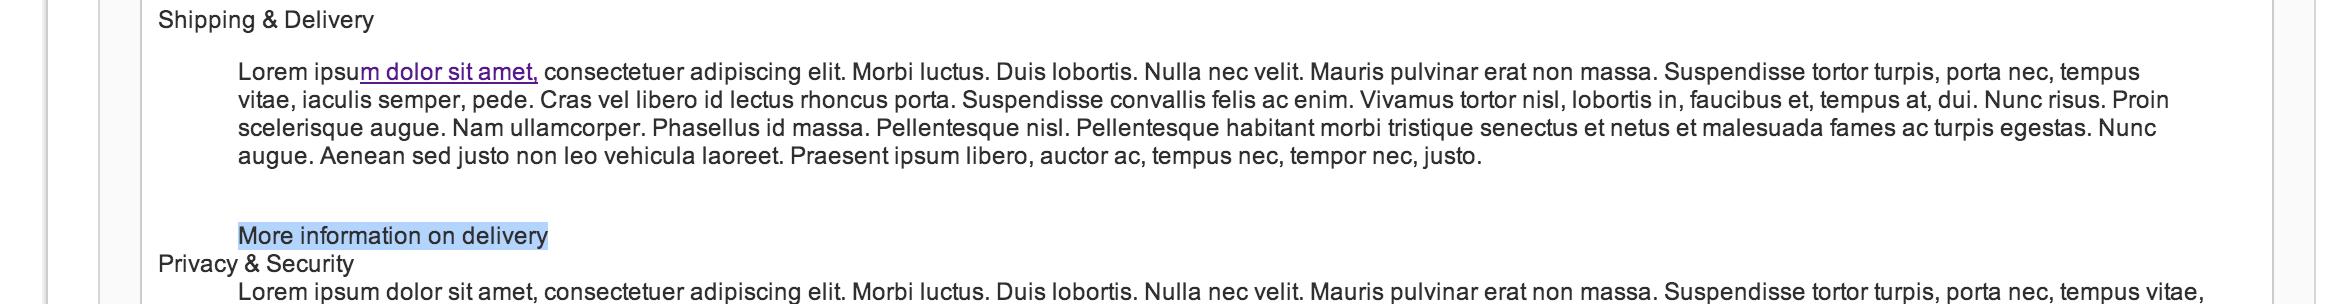 Shipping & Delivery
Lorem ipsum dolor sit amet, consectetuer adipiscing elit. Morbi luctus. Duis lobortis. Nulla nec velit. Mauris pulvinar erat non massa. Suspendisse tortor turpis, porta nec, tempus
vitae, iaculis semper, pede. Cras vel libero id lectus rhoncus porta. Suspendisse convallis felis ac enim. Vivamus tortor nisl, lobortis in, faucibus et, tempus at, dui. Nunc risus. Proin
scelerisque augue. Nam ullamcorper. Phasellus id massa. Pellentesque nisl. Pellentesque habitant morbi tristique senectus et netus et malesuada fames ac turpis egestas. Nunc
augue. Aenean sed justo non leo vehicula laoreet. Praesent ipsum libero, auctor ac, tempus nec, tempor nec, justo.
More information on delivery
Privacy & Security
Lorem ipsum dolor sit amet, consectetuer adipiscing elit. Morbi luctus. Duis lobortis. Nulla nec velit. Mauris pulvinar erat non massa. Suspendisse tortor turpis, porta nec, tempus vitae,